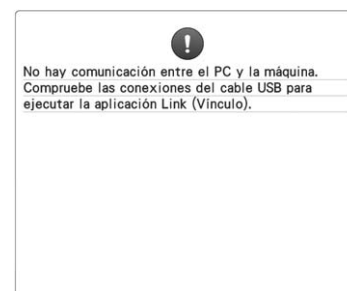 No hay comunicación entre el PC y la máquina.
Compruebe las conexiones del cable USB para
ejecutar la aplicación Link (Vínculo).